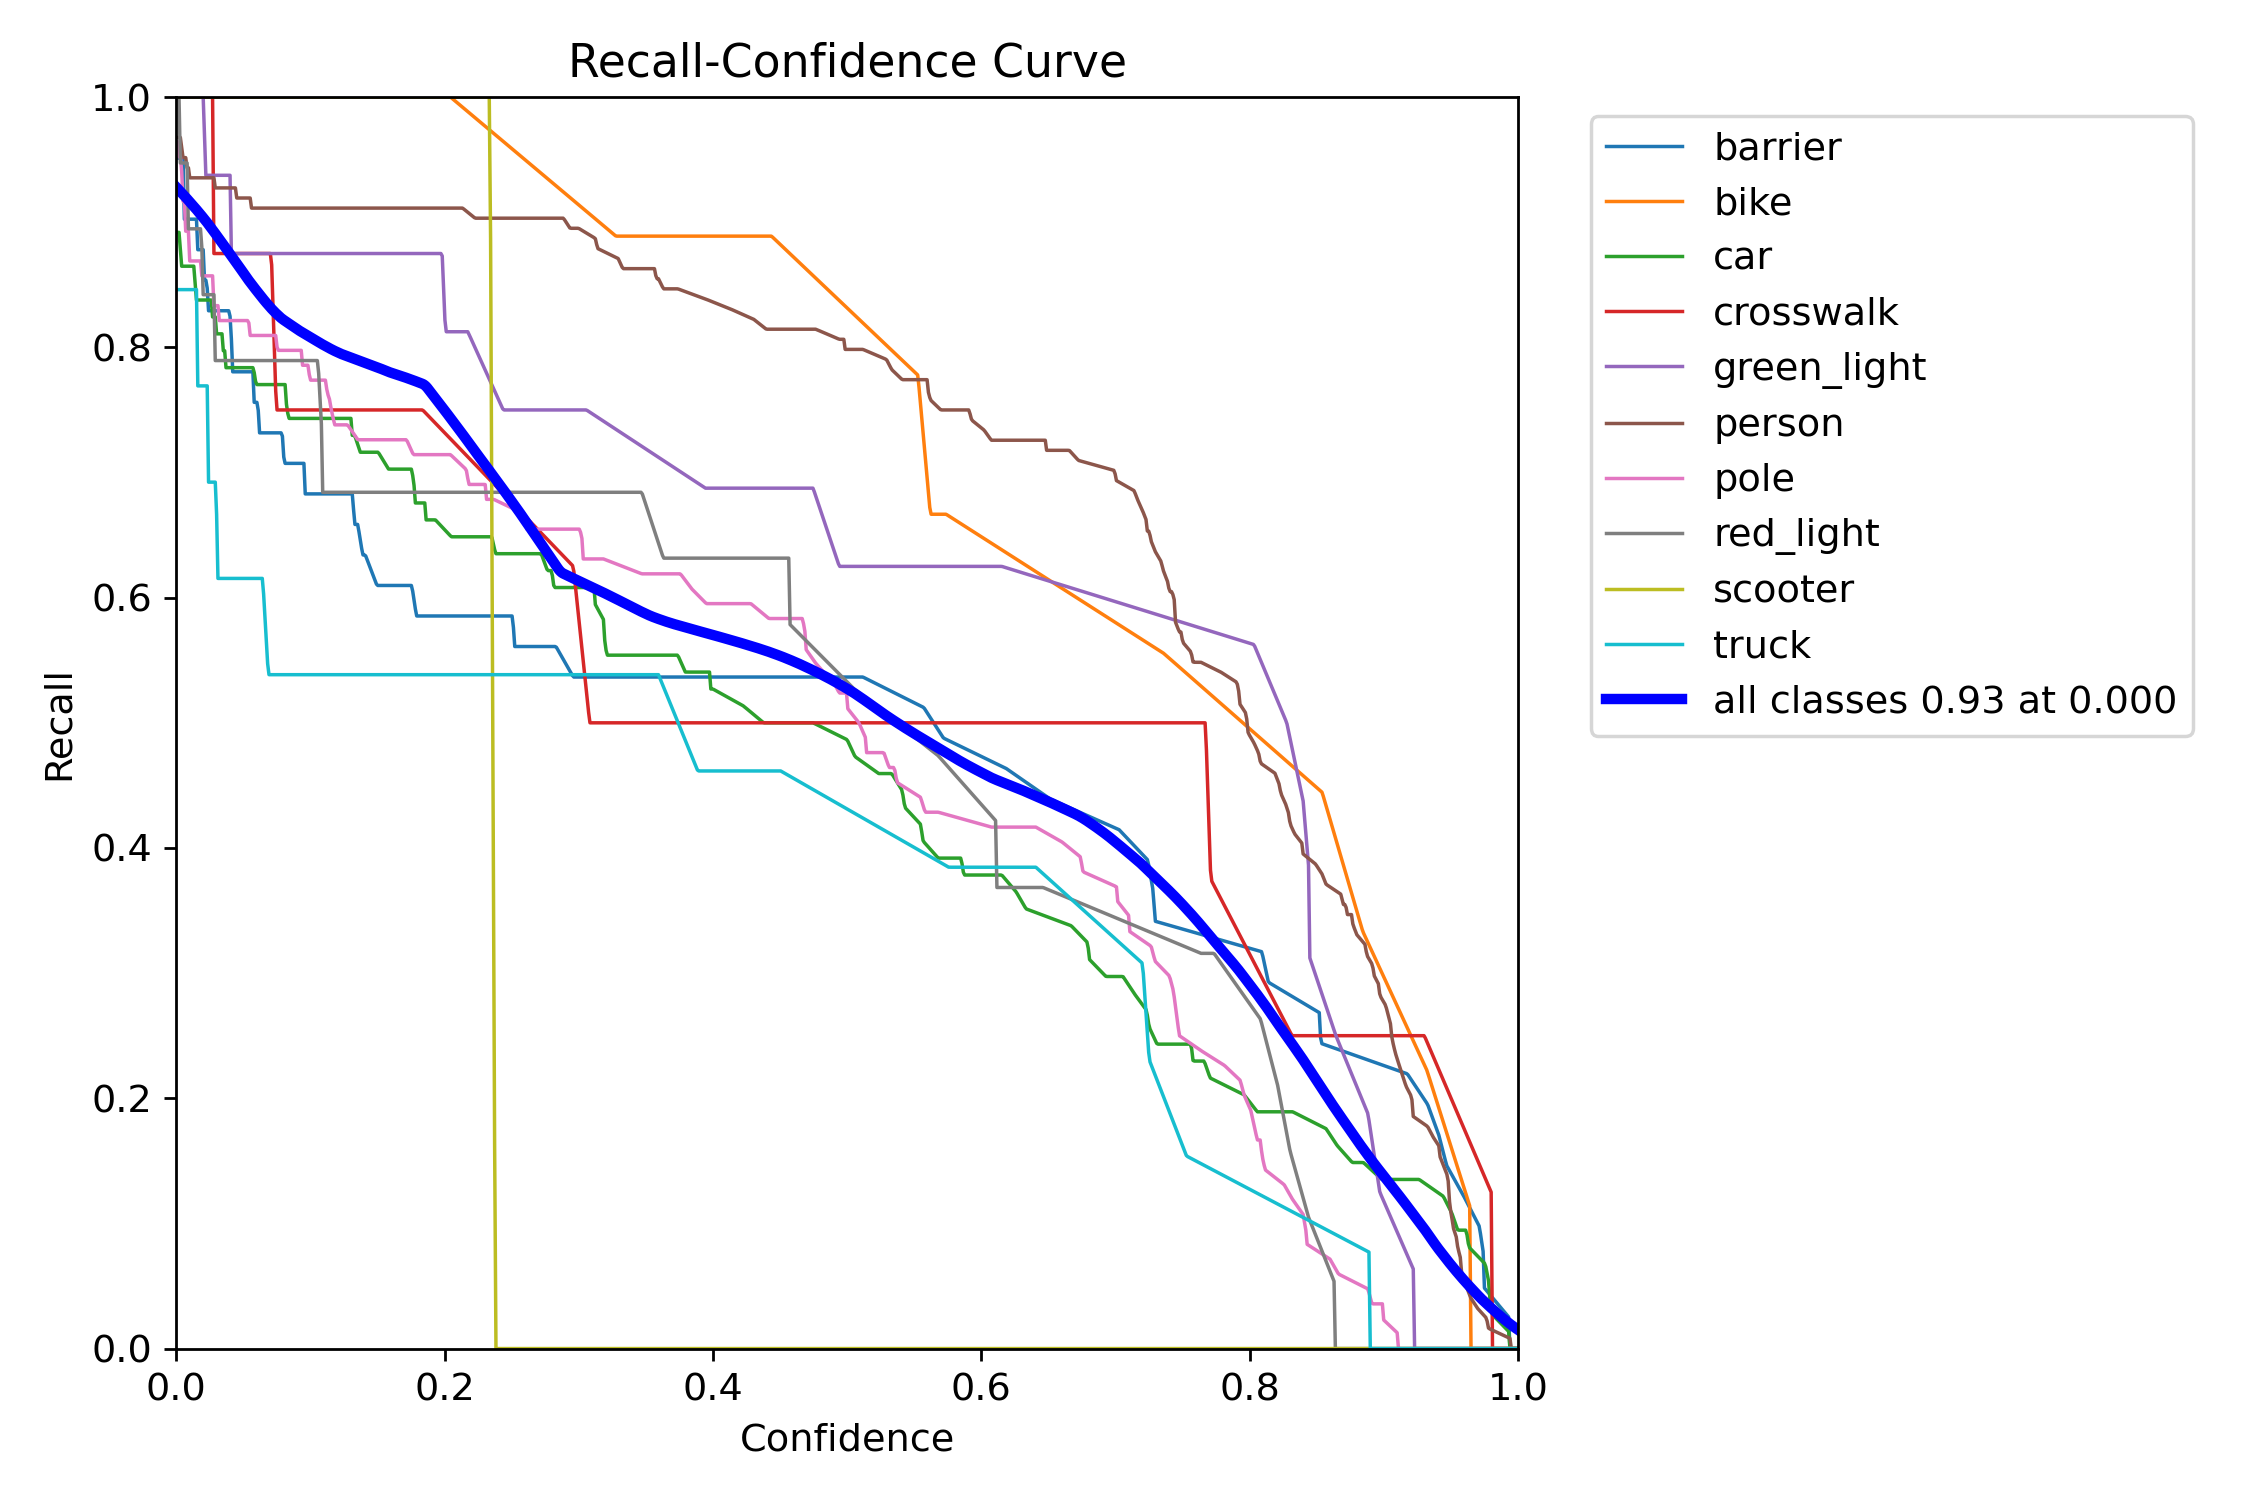 Recall-Confidence Curve
1.0
0.8
0.6
0.4
0.2
0.0
Recall
0.0 0.2 0.4 0.6 0.8 1.0
Confidence
barrier
bike
car
crosswalk
green_light
person
pole
red_light
scooter
truck
all classes 0.93 at 0.000